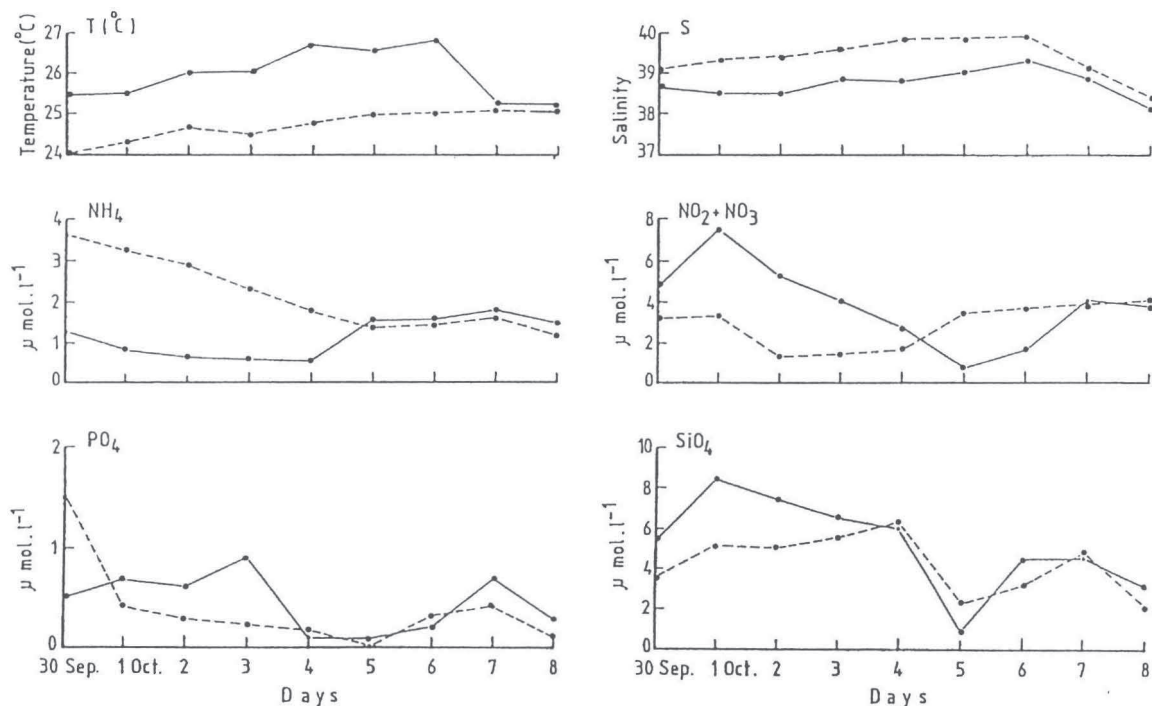 T (°C)
Temperature (°C)
27
26
25
24
S
Salinity
40
39
38
37
NH₄
μ mol. l⁻¹
4
3
2
1
0
NO₂ + NO₃
μ mol. l⁻¹
8
6
4
2
0
PO₄
μ mol. l⁻¹
2
1
0
30 Sep. 1 Oct. 2 3 4 5 6 7 8
Days
SiO₄
μ mol. l⁻¹
10
8
6
4
2
0
30 Sep. 1 Oct. 2 3 4 5 6 7 8
Days